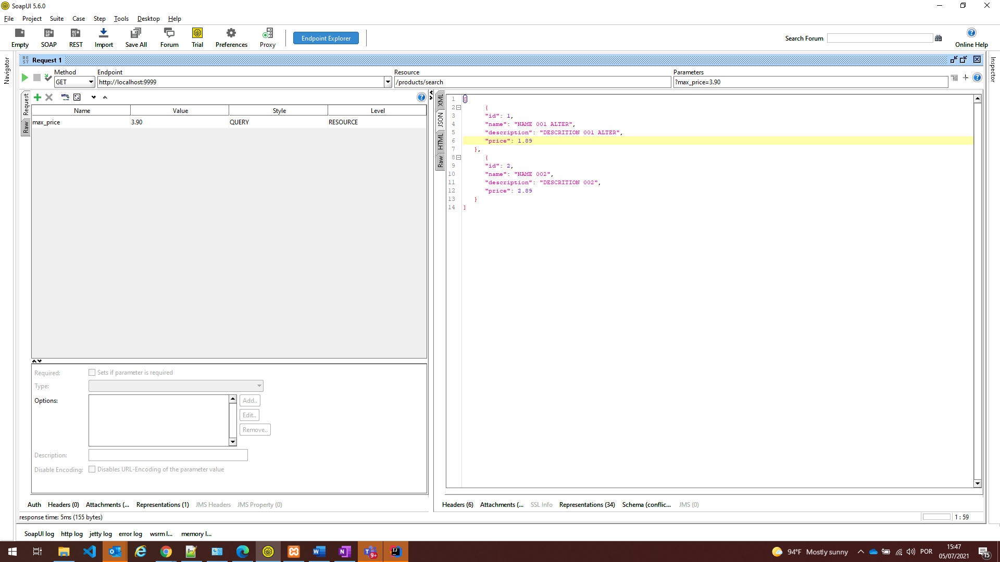 SoapUI 5.6.0
File Project Suite Case Step Tools Desktop Help
Empty SOAP REST Import Save All Forum Trial Preferences Proxy Endpoint Explorer Search Forum Online Help
Navigator
Inspector
Request 1
Method Endpoint Resource Parameters
GET http://localhost:9999 /products/search ?max_price=3.90
Request
Raw
Name Value Style Level
max_price 3.90 QUERY RESOURCE
Required: Sets if parameter is required
Type:
Options: Add..
Edit..
Remove..
Description:
Disable Encoding: Disables URL-Encoding of the parameter value
Auth Headers (0) Attachments (... Representations (1) JMS Headers JMS Property (0)
XML
JSON
HTML
Raw
1 [
2 {
3 "id": 1,
4 "name": "NAME 001 ALTER",
5 "description": "DESCRITION 001 ALTER",
6 "price": 1.89
7 },
8 {
9 "id": 2,
10 "name": "NAME 002",
11 "description": "DESCRITION 002",
12 "price": 2.89
13 }
14 ]
Headers (6) Attachments (... SSL Info Representations (34) Schema (conflic... JMS (0)
response time: 5ms (155 bytes) 1 : 59
SoapUI log http log jetty log error log wsrm l... memory l...
94°F Mostly sunny POR 15:47
05/07/2021
15
9+